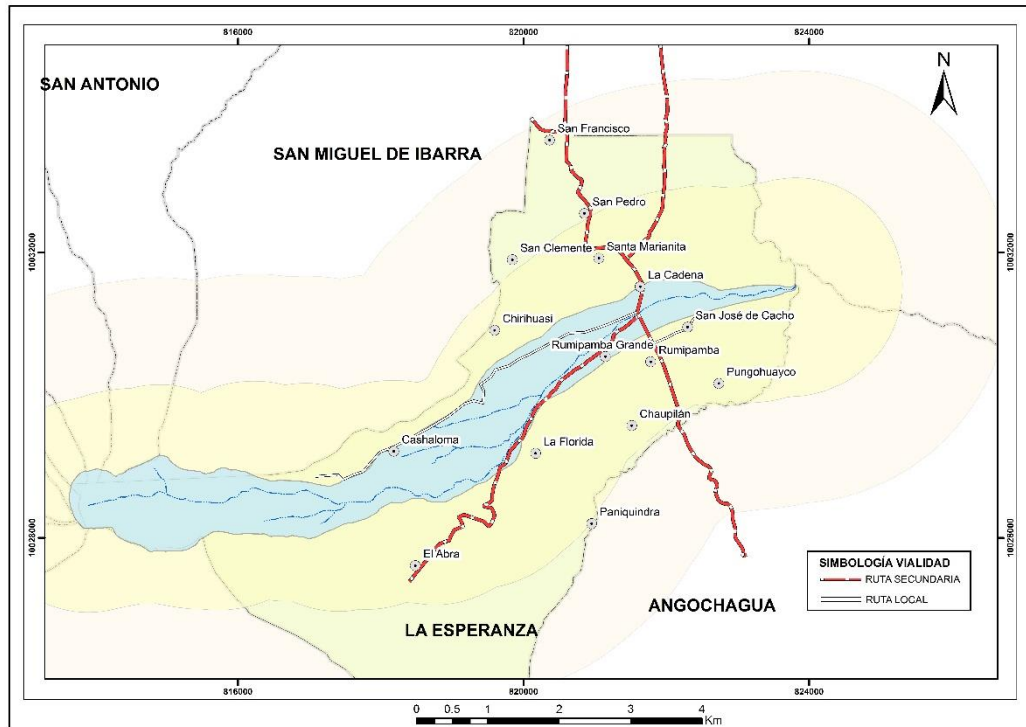 816000
820000
824000
SAN ANTONIO
N
San Francisco
SAN MIGUEL DE IBARRA
San Pedro
10032000
San Clemente
Santa Marianita
10032000
La Cadena
Chirihuasi
San José de Cacho
Rumipamba Grande
Rumipamba
Pungohuayco
Chaupilán
Cashaloma
La Florida
Paniquindra
10028000
10028000
El Abra
SIMBOLOGÍA VIALIDAD
RUTA SECUNDARIA
RUTA LOCAL
ANGOCHAGUA
LA ESPERANZA
816000
820000
824000
0 0.5 1 2 3 4
Km